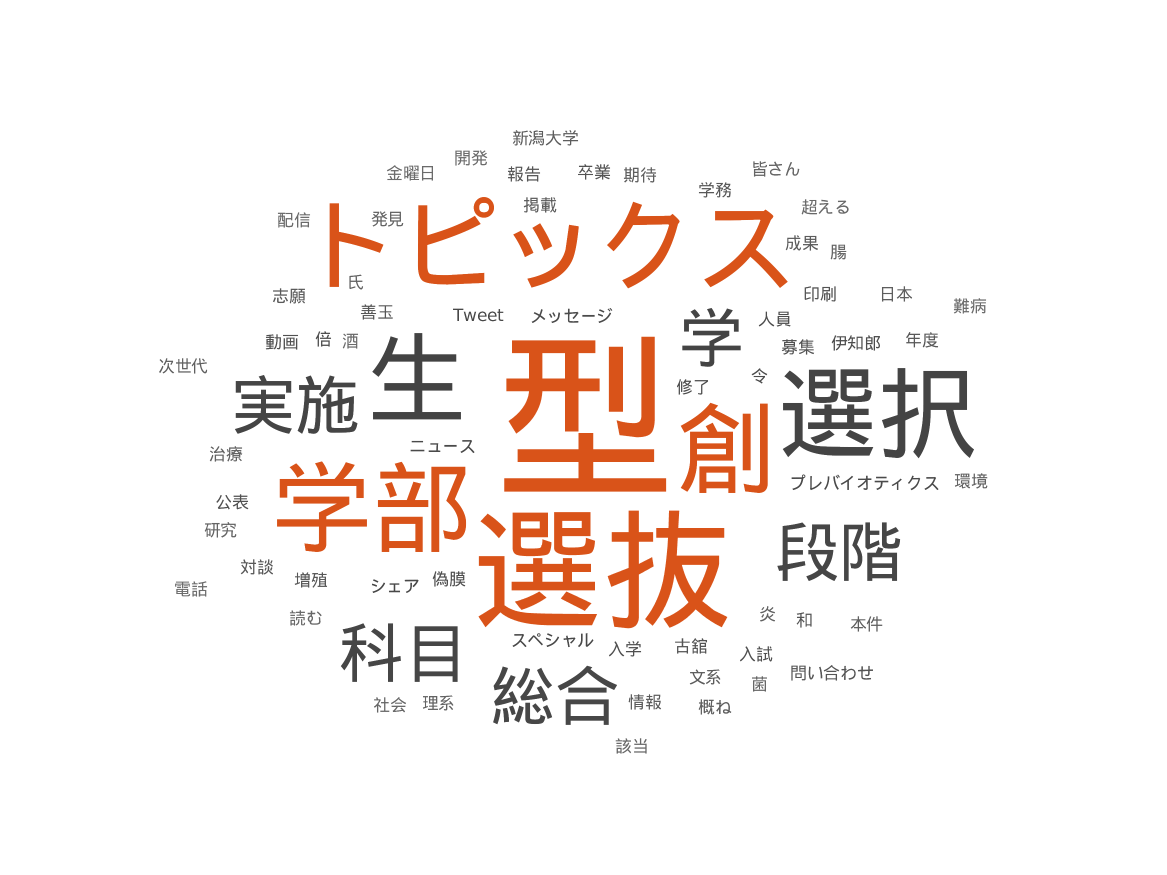 新潟大学
開発
金曜日
報告
卒業
期待
皆さん
学務
配信
発見
トピックス
掲載
超える
成果
腸
氏
志願
善玉
Tweet
メッセージ
印刷
日本
難病
人員
動画
倍
酒
生
型
学
募集
伊知郎
年度
次世代
実施
修了
令
選択
創
ニュース
治療
プレバイオティクス
環境
学部
公表
研究
選抜
段階
対談
増殖
シェア
偽膜
電話
読む
炎
和
本件
科目
スペシャル
入学
古舘
入試
総合
文系
菌
問い合わせ
社会
理系
情報
概ね
該当